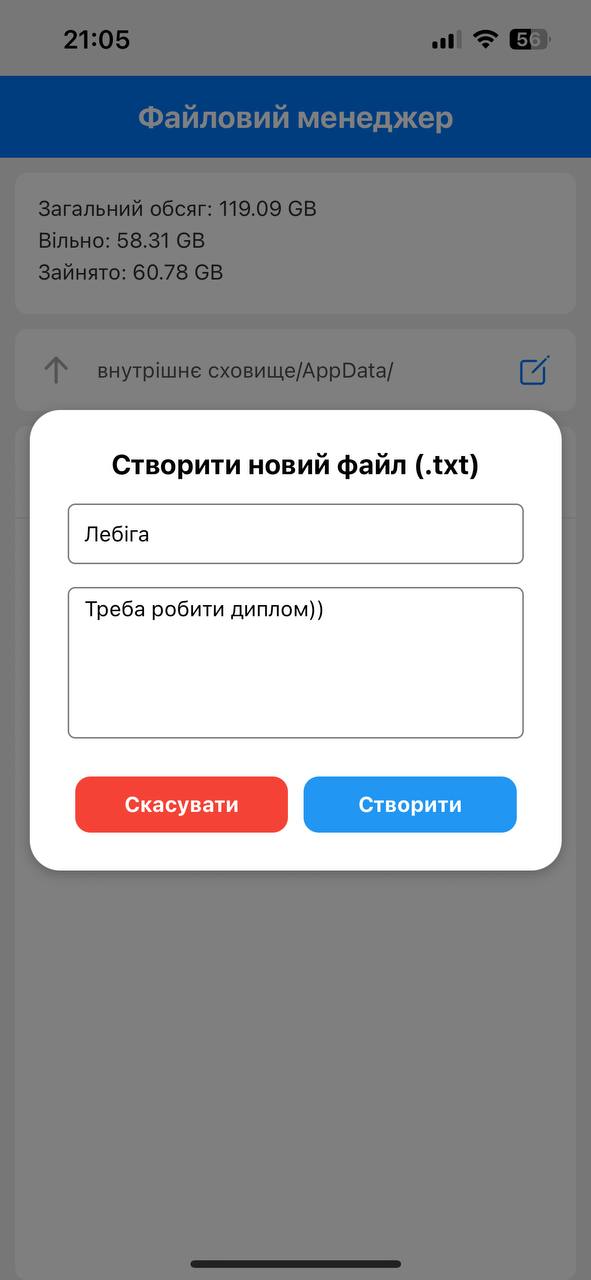 21:05
56
Файловий менеджер
Загальний обсяг: 119.09 GB
Вільно: 58.31 GB
Зайнято: 60.78 GB
внутрішнє сховище/AppData/
Створити новий файл (.txt)
Лебіга
Треба робити диплом))
Скасувати
Створити